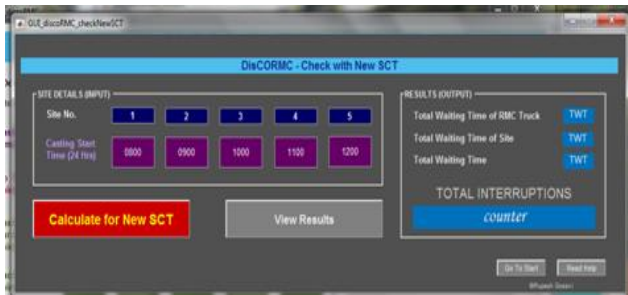 GUI_discoRMC_checkNewSCT
DisCORMC - Check with New SCT
SITE DETAILS (INPUT)
Site No. 1 2 3 4 5
Casting Start Time (24 Hrs) 0800 0900 1000 1100 1200
Calculate for New SCT
View Results
RESULTS (OUTPUT)
Total Waiting Time of RMC Truck TWT
Total Waiting Time of Site TWT
Total Waiting Time TWT
TOTAL INTERRUPTIONS
counter
Go To Start
Read Help